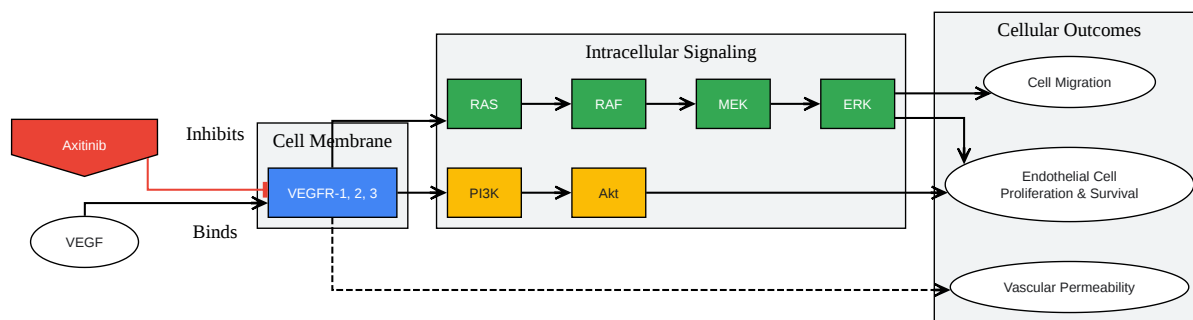 Cellular Outcomes
Intracellular Signaling
Cell Migration
RAS
RAF
MEK
ERK
Inhibits
Axitinib
Cell Membrane
Endothelial Cell
Proliferation & Survival
VEGFR-1, 2, 3
PI3K
Akt
Binds
VEGF
Vascular Permeability